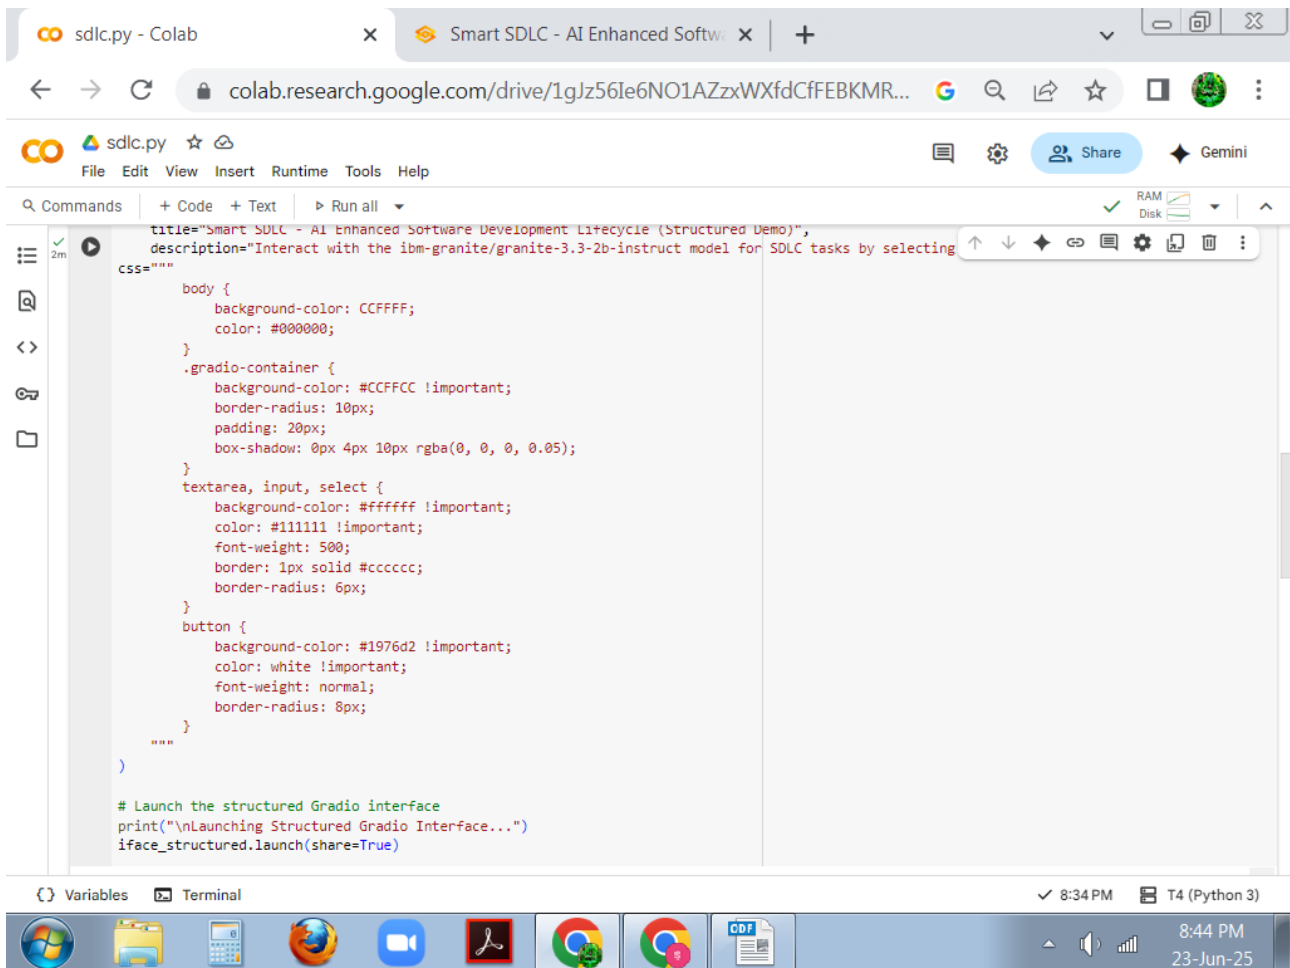 sdlc.py - Colab
Smart SDLC - AI Enhanced Softw
colab.research.google.com/drive/1gJz56Ie6NO1AZzxWXfdCfFEBKMR...
sdlc.py
File Edit View Insert Runtime Tools Help
Share
Gemini
Commands + Code + Text Run all
RAM
Disk
2m
title="Smart SDLC - AI Enhanced Software Development Lifecycle (Structured Demo)",
description="Interact with the ibm-granite/granite-3.3-2b-instruct model for SDLC tasks by selecting
css="""
body {
background-color: CCFFFF;
color: #000000;
}
.gradio-container {
background-color: #CCFFCC !important;
border-radius: 10px;
padding: 20px;
box-shadow: 0px 4px 10px rgba(0, 0, 0, 0.05);
}
textarea, input, select {
background-color: #ffffff !important;
color: #111111 !important;
font-weight: 500;
border: 1px solid #cccccc;
border-radius: 6px;
}
button {
background-color: #1976d2 !important;
color: white !important;
font-weight: normal;
border-radius: 8px;
}
"""
)
# Launch the structured Gradio interface
print("\nLaunching Structured Gradio Interface...")
iface_structured.launch(share=True)
{} Variables Terminal
8:34 PM T4 (Python 3)
ODF
8:44 PM
23-Jun-25